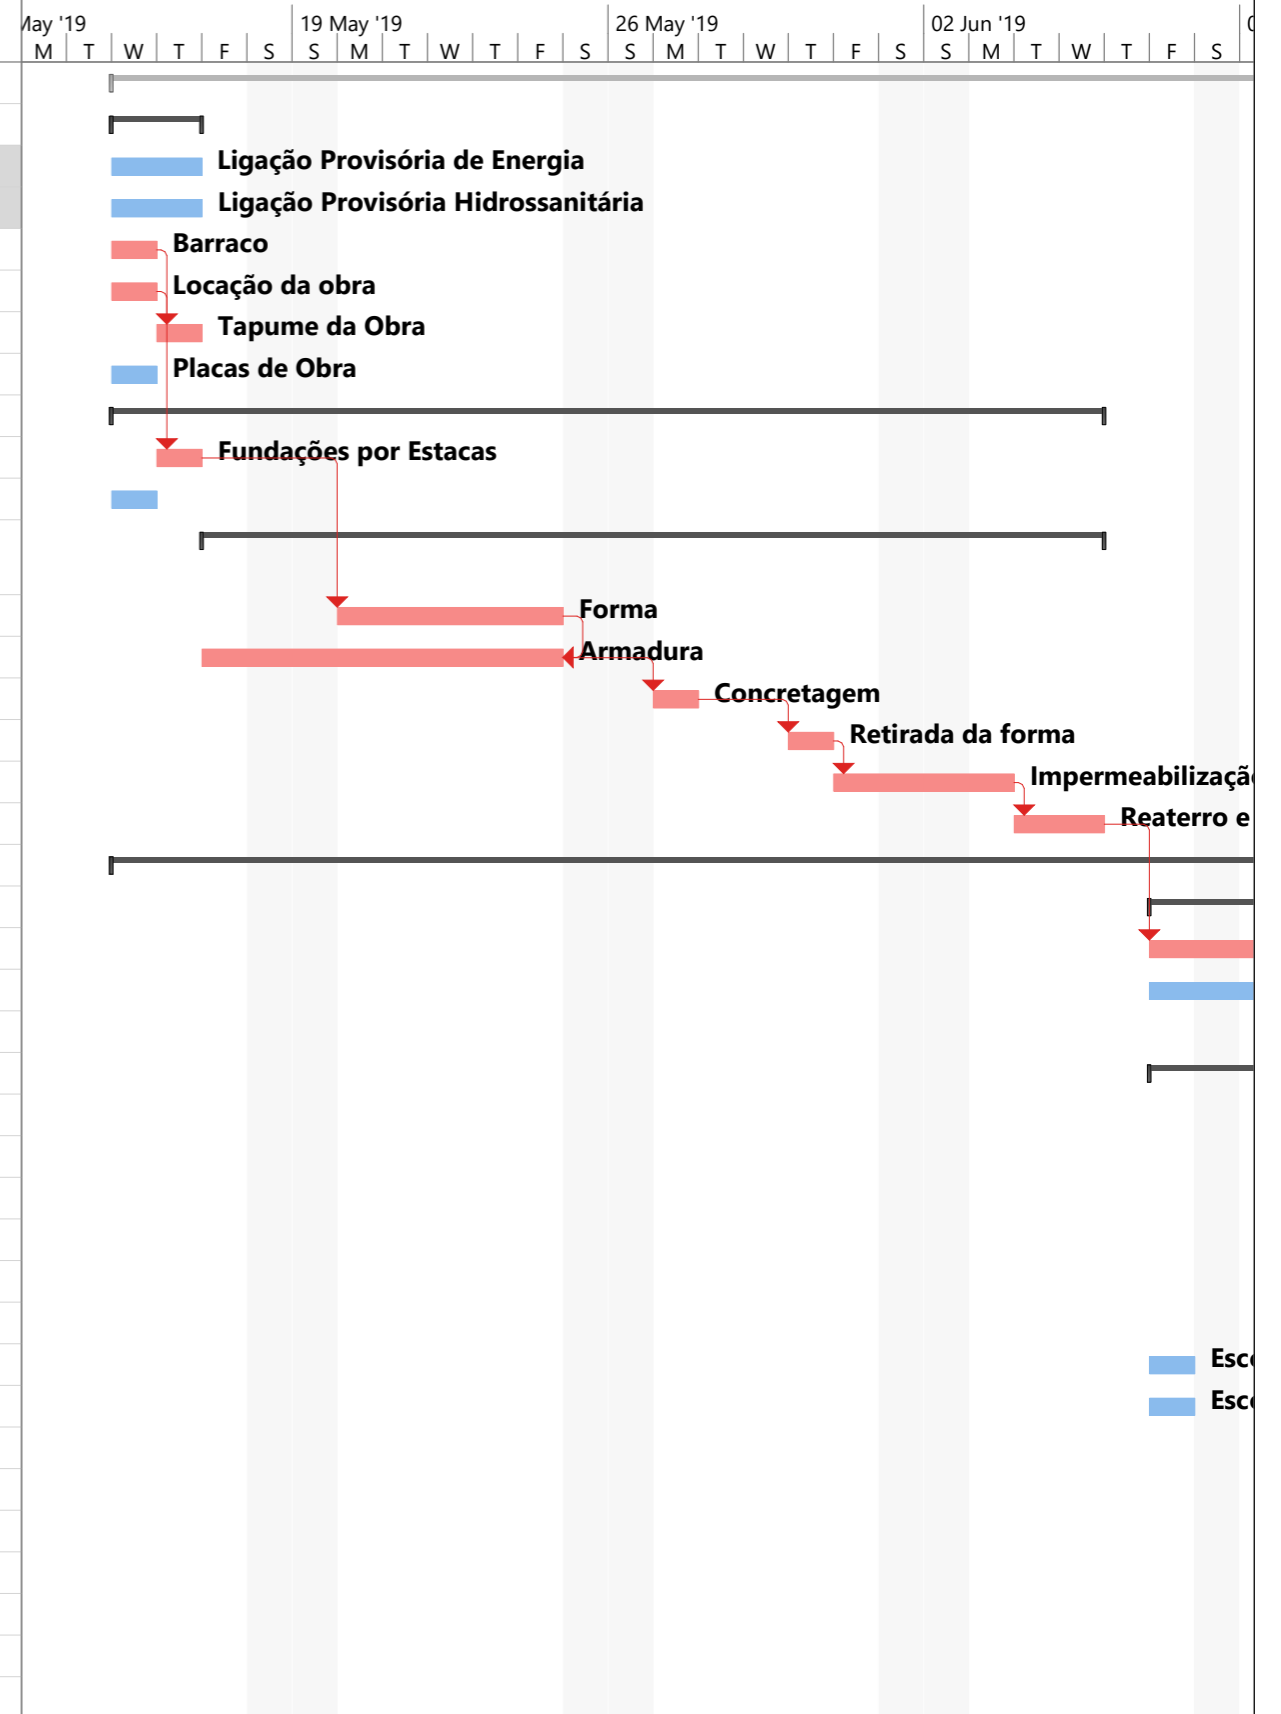 May '19 19 May '19 26 May '19 02 Jun '19
M T W T F S S M T W T F S S M T W T F S S M T W T F S
Ligação Provisória de Energia
Ligação Provisória Hidrossanitária
Barraco
Locação da obra
Tapume da Obra
Placas de Obra
Fundações por Estacas
Forma
Armadura
Concretagem
Retirada da forma
Reaterro e